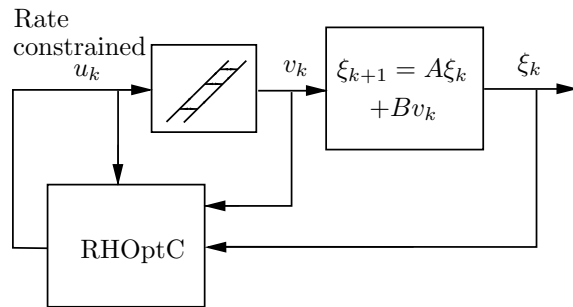 Rate
constrained
u_k
v_k
ξ_{k+1} = Aξ_k
+Bv_k
ξ_k
RHOptC